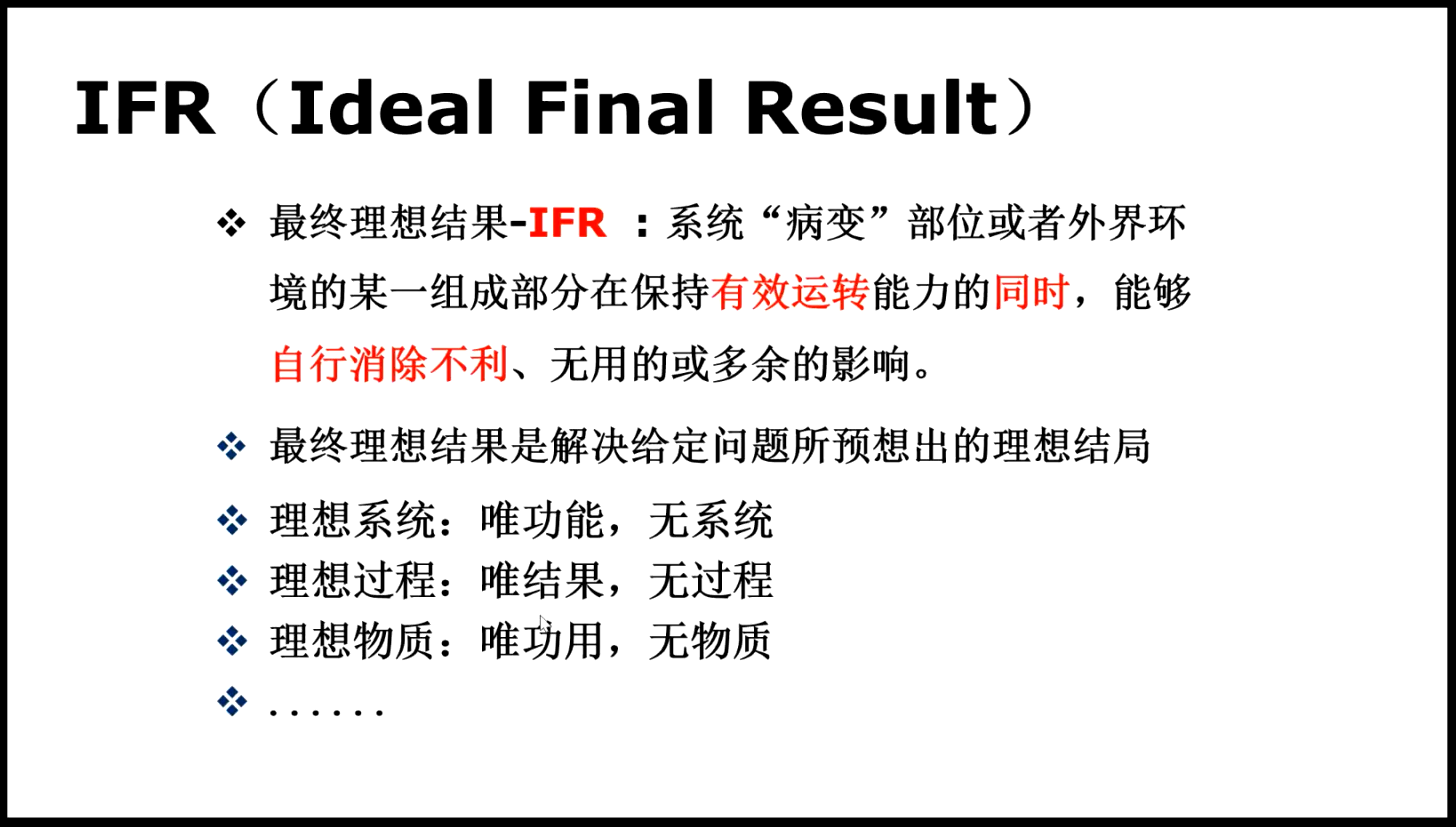 IFR（Ideal Final Result）
最终理想结果-IFR ：系统“病变”部位或者外界环
境的某一组成部分在保持有效运转能力的同时，能够
自行消除不利、无用的或多余的影响。
最终理想结果是解决给定问题所预想出的理想结局
理想系统：唯功能，无系统
理想过程：唯结果，无过程
理想物质：唯功用，无物质
......